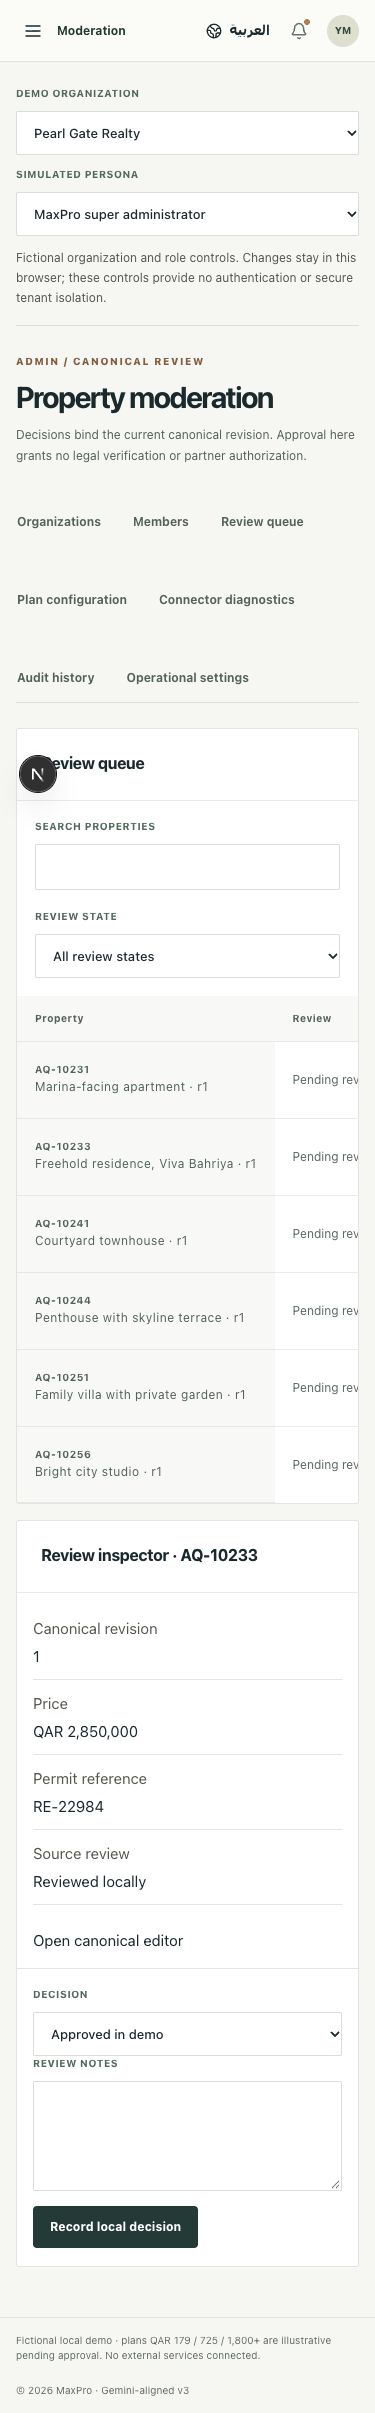 Moderation
العربية
YM
DEMO ORGANIZATION
Pearl Gate Realty
SIMULATED PERSONA
MaxPro super administrator
Fictional organization and role controls. Changes stay in this
browser; these controls provide no authentication or secure
tenant isolation.
ADMIN / CANONICAL REVIEW
Property moderation
Decisions bind the current canonical revision. Approval here
grants no legal verification or partner authorization.
Organizations Members Review queue
Plan configuration Connector diagnostics
Audit history Operational settings
N
eview queue
SEARCH PROPERTIES
REVIEW STATE
All review states
Property Review
AQ-10231
Marina-facing apartment · r1
Pending rev
AQ-10233
Freehold residence, Viva Bahriya · r1
Pending rev
AQ-10241
Courtyard townhouse · r1
Pending rev
AQ-10244
Penthouse with skyline terrace · r1
Pending rev
AQ-10251
Family villa with private garden · r1
Pending rev
AQ-10256
Bright city studio · r1
Pending rev
Review inspector · AQ-10233
Canonical revision
1
Price
QAR 2,850,000
Permit reference
RE-22984
Source review
Reviewed locally
Open canonical editor
DECISION
Approved in demo
REVIEW NOTES
Record local decision
Fictional local demo · plans QAR 179 / 725 / 1,800+ are illustrative
pending approval. No external services connected.
© 2026 MaxPro · Gemini-aligned v3